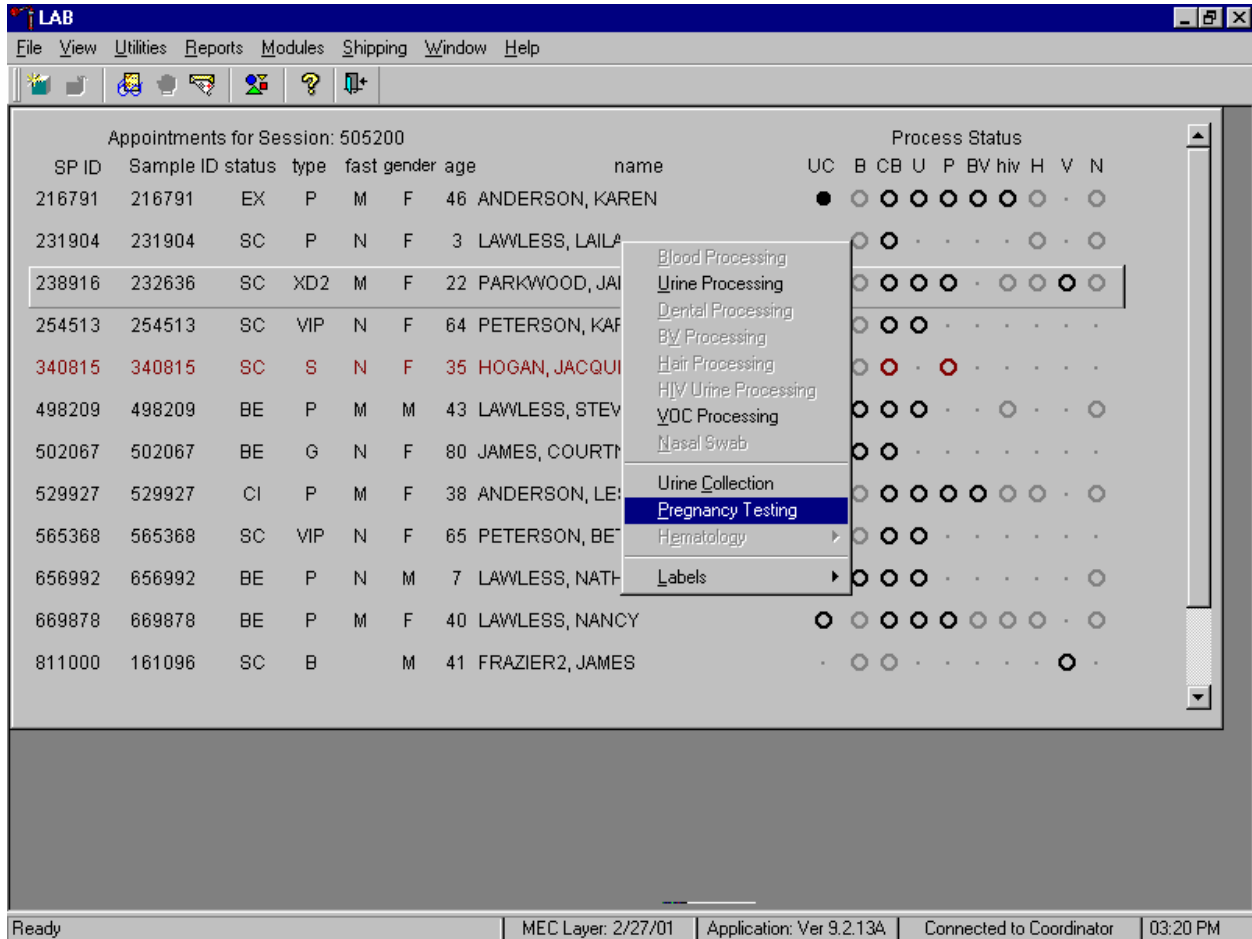 LAB
File View Utilities Reports Modules Shipping Window Help
Appointments for Session: 505200 Process Status
SP ID Sample ID status type fast gender age name UC B CB U P BV hiv H V N
216791 216791 EX P M F 46 ANDERSON, KAREN
231904 231904 SC P N F 3 LAWLESS, LAILA
Blood Processing
238916 232636 SC XD2 M F 22 PARKWOOD, JAI Urine Processing
Dental Processing
254513 254513 SC VIP N F 64 PETERSON, KAR
BV Processing
340815 340815 SC S N F 35 HOGAN, JACQUI Hair Processing
HIV Urine Processing
498209 498209 BE P M M 43 LAWLESS, STEV VOC Processing
502067 502067 BE G N F 80 JAMES, COURTN Nasal Swab
529927 529927 CI P M F 38 ANDERSON, LES Urine Collection
Pregnancy Testing
565368 565368 SC VIP N F 65 PETERSON, BET Hematology
656992 656992 BE P N M 7 LAWLESS, NATH Labels
669878 669878 BE P M F 40 LAWLESS, NANCY
811000 161096 SC B M 41 FRAZIER2, JAMES
Ready MEC Layer: 2/27/01 Application: Ver 9.2.13A Connected to Coordinator 03:20 PM